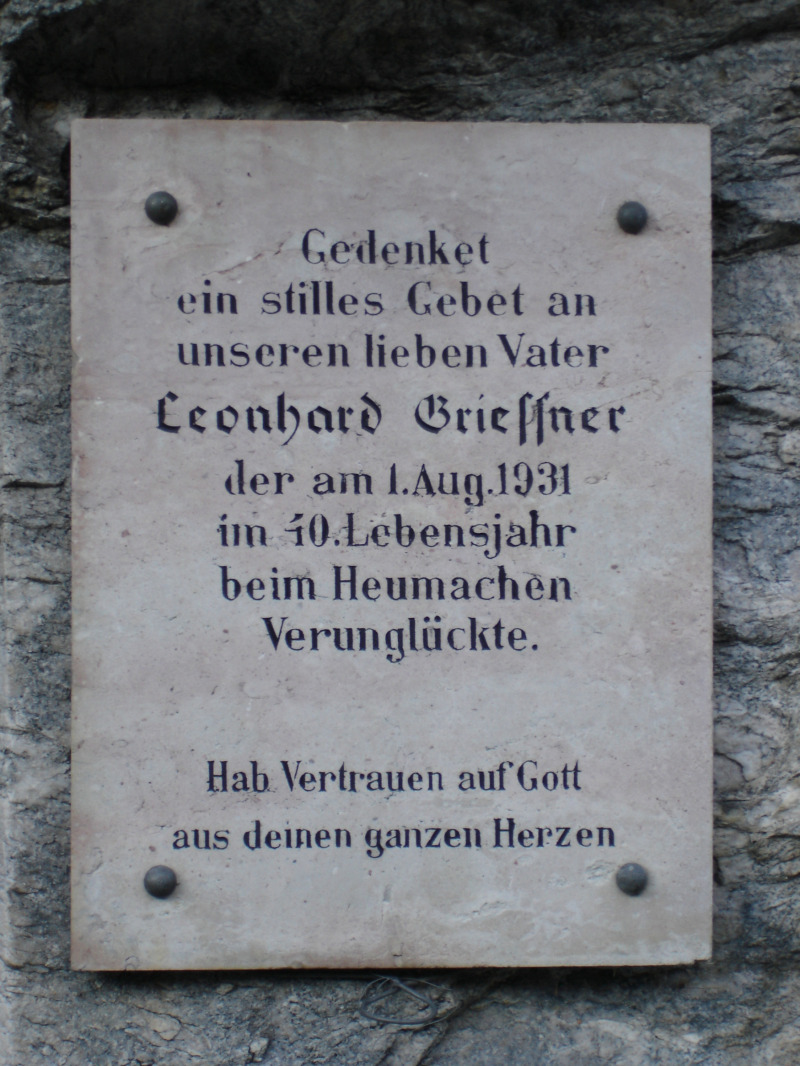 Gedenket
ein stilles Gebet an
unseren lieben Vater
Leonhard Grieſſner
der am 1. Aug. 1931
im 40. Lebensjahr
beim Heumachen
Verunglückte.
Hab Vertrauen auf Gott
aus deinen ganzen Herzen